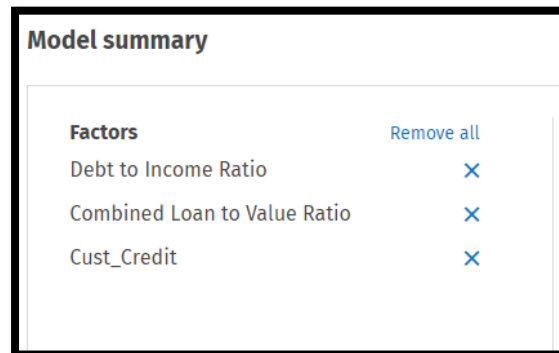 Model summary
Factors Remove all
Debt to Income Ratio
Combined Loan to Value Ratio
Cust_Credit